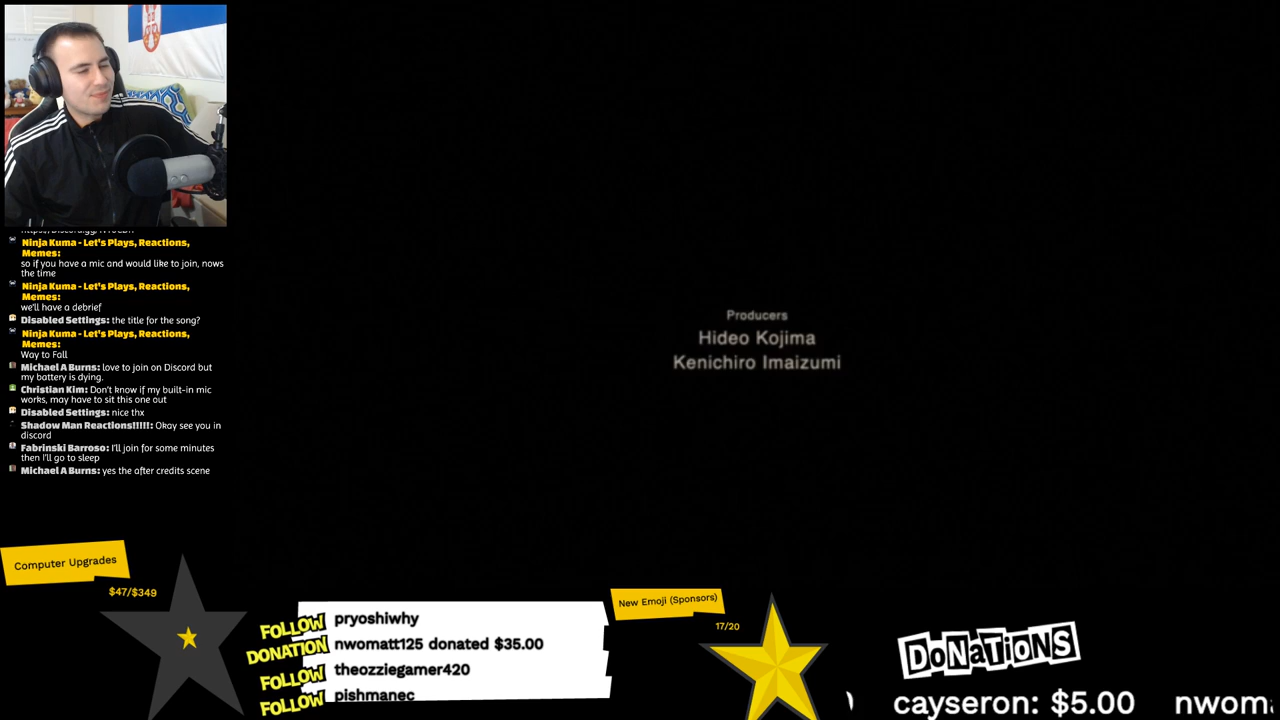 Ninja Kuma - Let's Plays, Reactions,
Memes:
so if you have a mic and would like to join, nows
the time
Ninja Kuma - Let's Plays, Reactions,
Memes:
we'll have a debrief
Disabled Settings: the title for the song?
Ninja Kuma - Let's Plays, Reactions,
Memes:
Way to Fall
Michael A Burns: love to join on Discord but
my battery is dying.
Christian Kim: Don't know if my built-in mic
works, may have to sit this one out
Disabled Settings: nice thx
Shadow Man Reactions!!!!!: Okay see you in
discord
Fabrinski Barroso: I'll join for some minutes
then I'll go to sleep
Michael A Burns: yes the after credits scene
Producers
Hideo Kojima
Kenichiro Imaizumi
Computer Upgrades
$47/$349
FOLLOW pryoshiwhy
DONATION nwomatt125 donated $35.00
FOLLOW theozziegamer420
FOLLOW pishmanec
New Emoji (Sponsors)
17/20
DONATIONS
) cayseron: $5.00 nwom